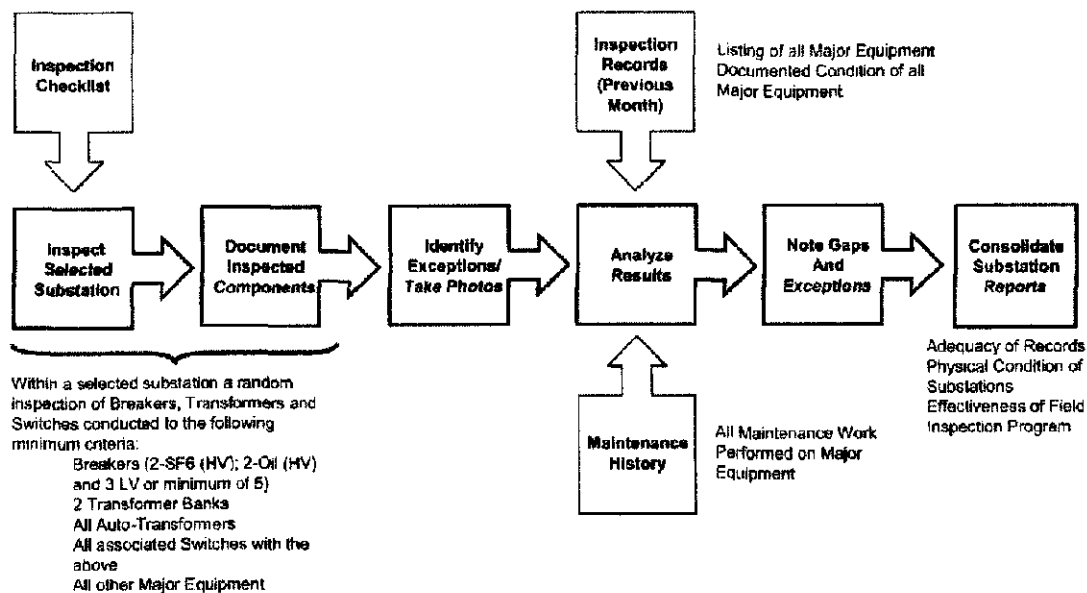 Inspection
Checklist
Inspection
Records
(Previous
Month)
Listing of all Major Equipment
Documented Condition of all
Major Equipment
Inspect
Selected
Substation
Document
Inspected
Components
Identify
Exceptions/
Take Photos
Analyze
Results
Note Gaps
And
Exceptions
Consolidate
Substation
Reports
Within a selected substation a random
inspection of Breakers, Transformers and
Switches conducted to the following
minimum criteria:
Breakers (2-SF6 (HV); 2-Oil (HV)
and 3 LV or minimum of 5)
2 Transformer Banks
All Auto-Transformers
All associated Switches with the
above
All other Major Equipment
Maintenance
History
All Maintenance Work
Performed on Major
Equipment
Adequacy of Records
Physical Condition of
Substations
Effectiveness of Field
Inspection Program